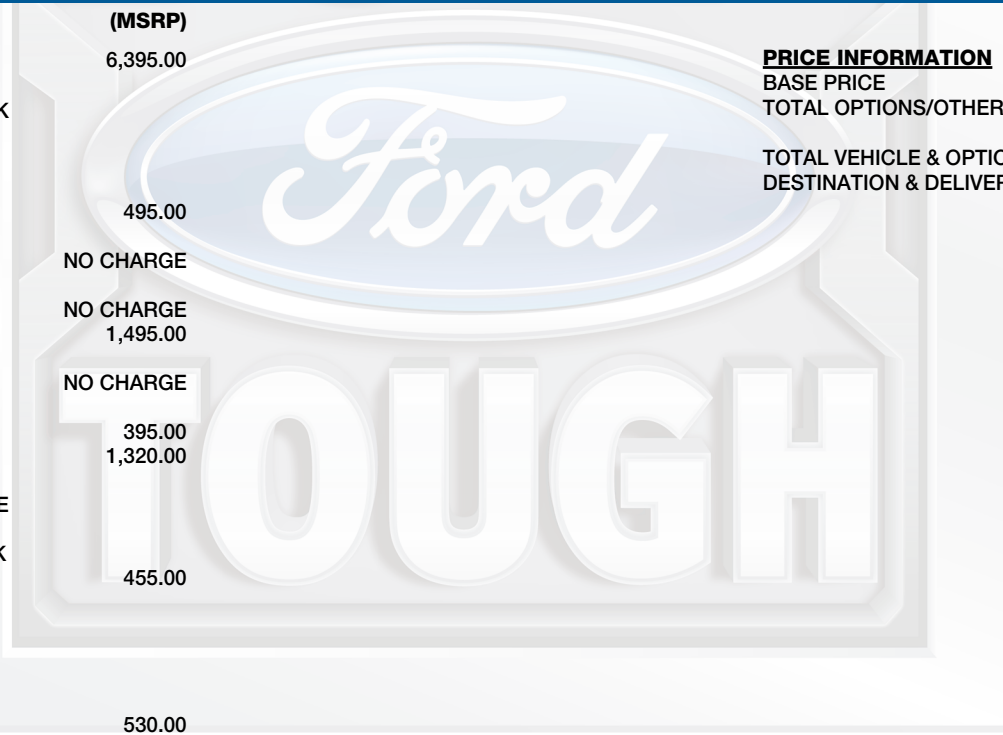 (MSRP)
6,395.00
K
495.00
NO CHARGE
NO CHARGE
1,495.00
NO CHARGE
395.00
1,320.00
E
K
455.00
530.00
PRICE INFORMATION
BASE PRICE
TOTAL OPTIONS/OTHER
TOTAL VEHICLE & OPTIO
DESTINATION & DELIVER
Ford
TOUGH